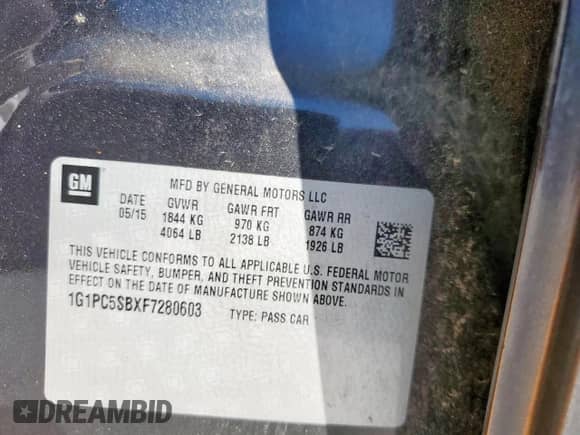 GM
MFD BY GENERAL MOTORS LLC
DATE GVWR GAWR FRT GAWR RR
05/15 1844 KG 970 KG 874 KG
4064 LB 2138 LB 1926 LB
THIS VEHICLE CONFORMS TO ALL APPLICABLE U.S. FEDERAL MOTOR
VEHICLE SAFETY, BUMPER, AND THEFT PREVENTION STANDARDS IN
EFFECT ON THE DATE OF MANUFACTURE SHOWN ABOVE.
1G1PC5SBXF7280603 TYPE: PASS CAR
DREAMBID